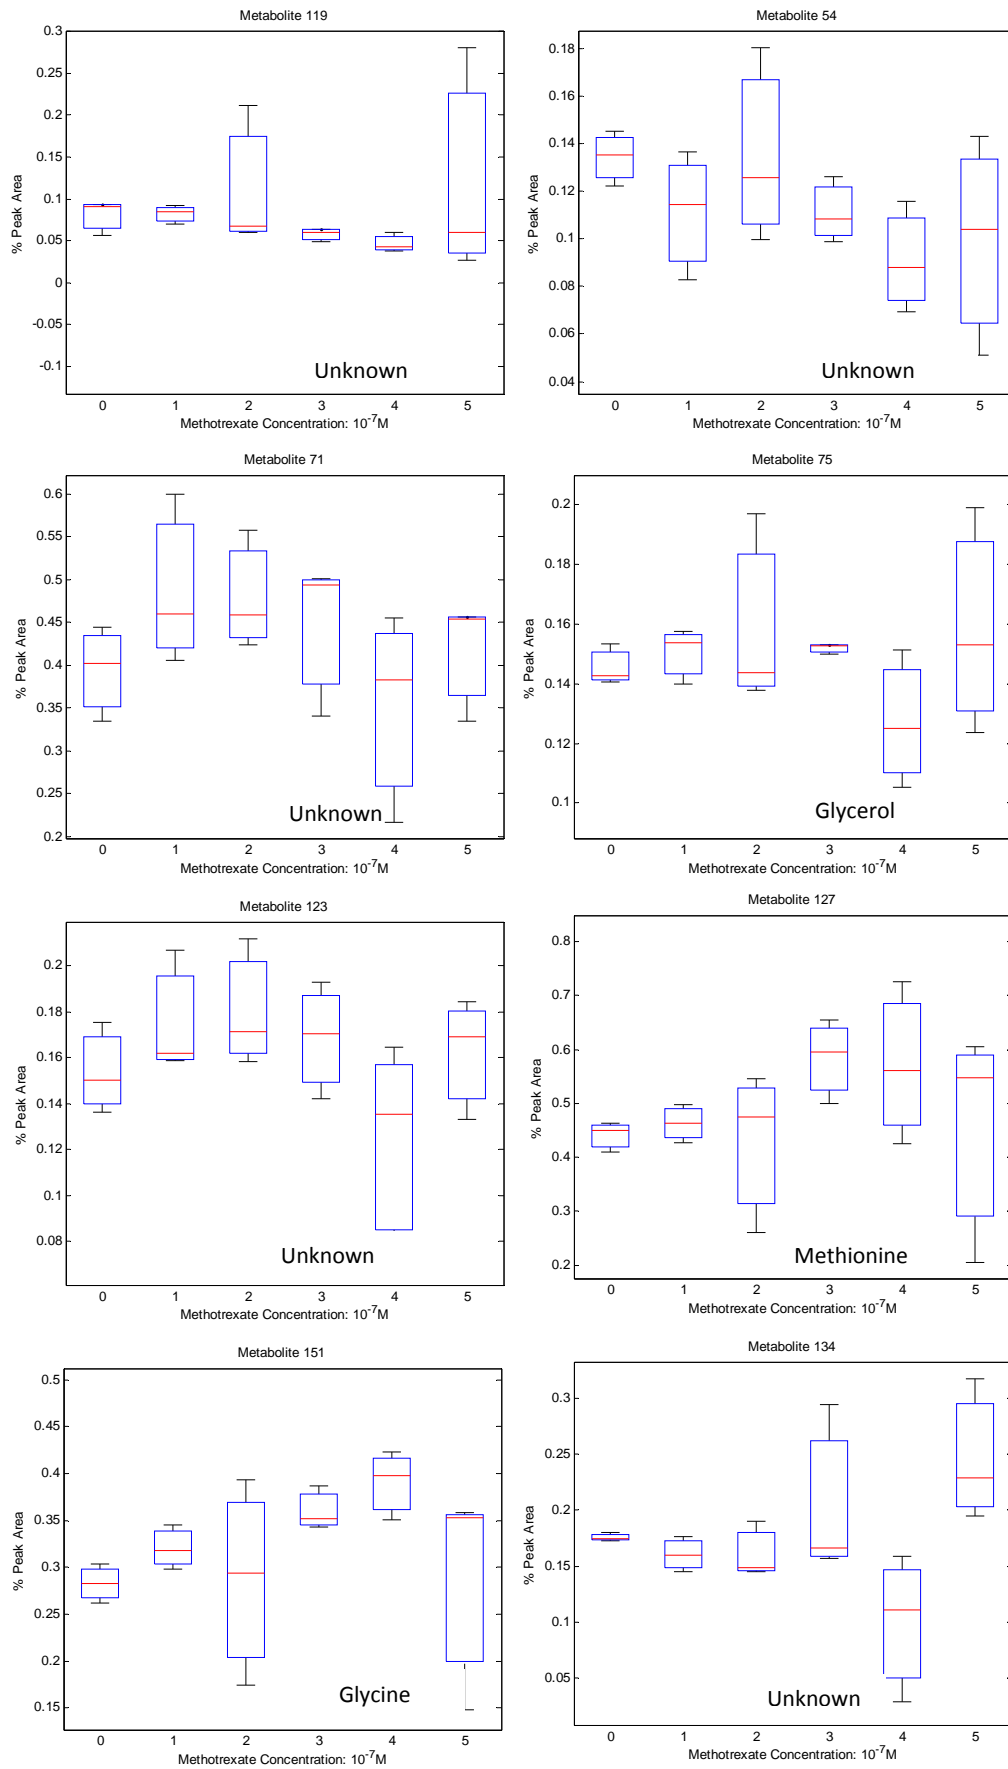 Metabolite 119
0.3
0.25
0.2
0.15
0.1
0.05
0
-0.05
-0.1
% Peak Area
Unknown
0 1 2 3 4 5
Methotrexate Concentration: 10⁻⁷M
Metabolite 54
0.18
0.16
0.14
0.12
0.1
0.08
0.06
0.04
% Peak Area
Unknown
0 1 2 3 4 5
Methotrexate Concentration: 10⁻⁷M
Metabolite 71
0.6
0.55
0.5
0.45
0.4
0.35
0.3
0.25
0.2
% Peak Area
Unknown
0 1 2 3 4 5
Methotrexate Concentration: 10⁻⁷M
Metabolite 75
0.2
0.18
0.16
0.14
0.12
0.1
% Peak Area
Glycerol
0 1 2 3 4 5
Methotrexate Concentration: 10⁻⁷M
Metabolite 123
0.2
0.18
0.16
0.14
0.12
0.1
0.08
% Peak Area
Unknown
0 1 2 3 4 5
Methotrexate Concentration: 10⁻⁷M
Metabolite 127
0.8
0.7
0.6
0.5
0.4
0.3
0.2
% Peak Area
Methionine
0 1 2 3 4 5
Methotrexate Concentration: 10⁻⁷M
Metabolite 151
0.5
0.45
0.4
0.35
0.3
0.25
0.2
0.15
% Peak Area
Glycine
0 1 2 3 4 5
Methotrexate Concentration: 10⁻⁷M
Metabolite 134
0.3
0.25
0.2
0.15
0.1
0.05
% Peak Area
Unknown
0 1 2 3 4 5
Methotrexate Concentration: 10⁻⁷M